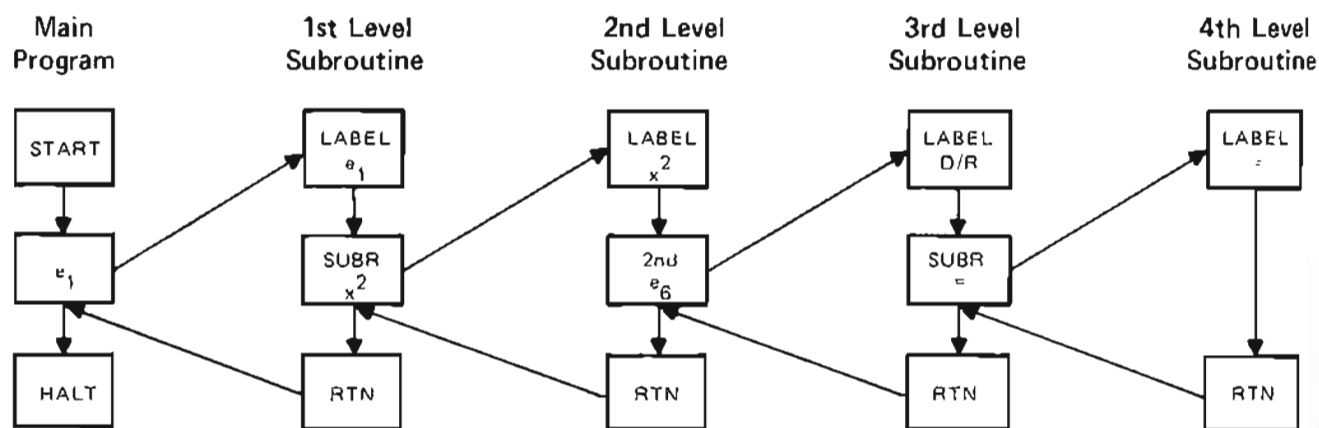 Main Program
1st Level Subroutine
2nd Level Subroutine
3rd Level Subroutine
4th Level Subroutine
START
LABEL e₁
LABEL x²
LABEL D/R
LABEL =
e₁
SUBR x²
2nd e₆
SUBR =
HALT
RTN
RTN
RTN
RTN